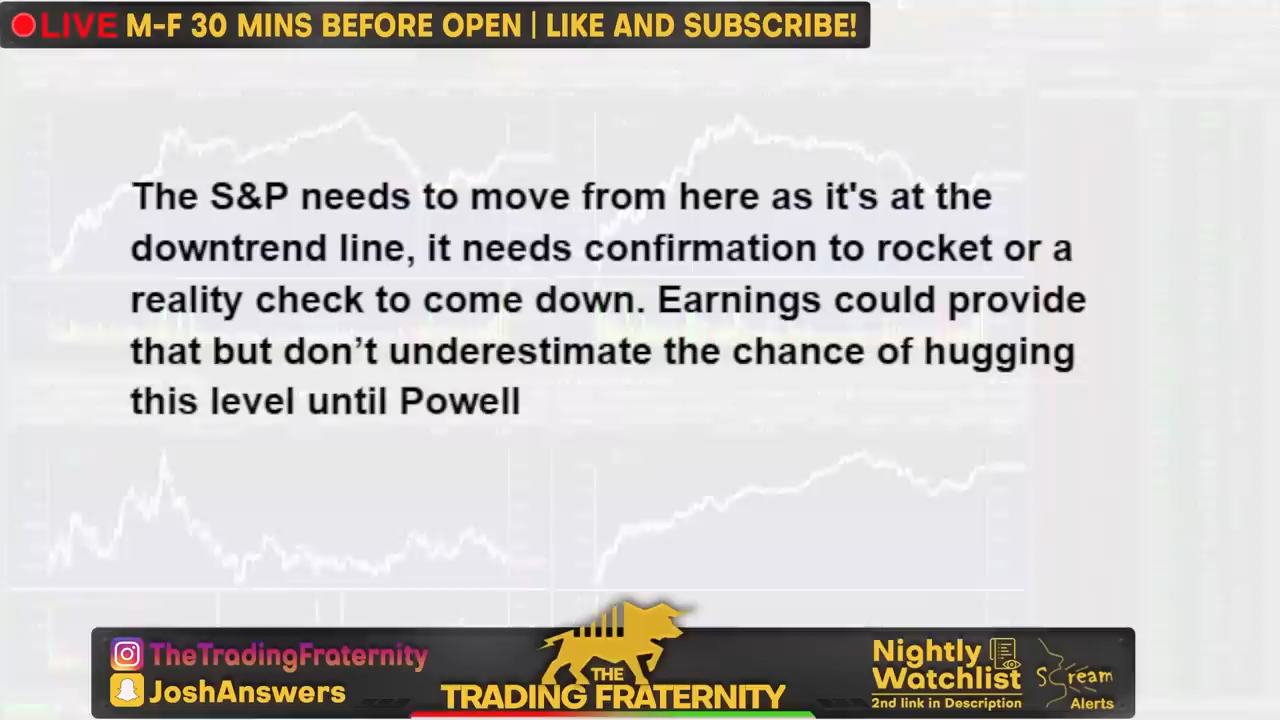 LIVE M-F 30 MINS BEFORE OPEN | LIKE AND SUBSCRIBE!
The S&P needs to move from here as it's at the
downtrend line, it needs confirmation to rocket or a
reality check to come down. Earnings could provide
that but don’t underestimate the chance of hugging
this level until Powell
TheTradingFraternity
JoshAnswers
THE
TRADING FRATERNITY
Nightly
Watchlist
2nd link in Description
Scream
Alerts